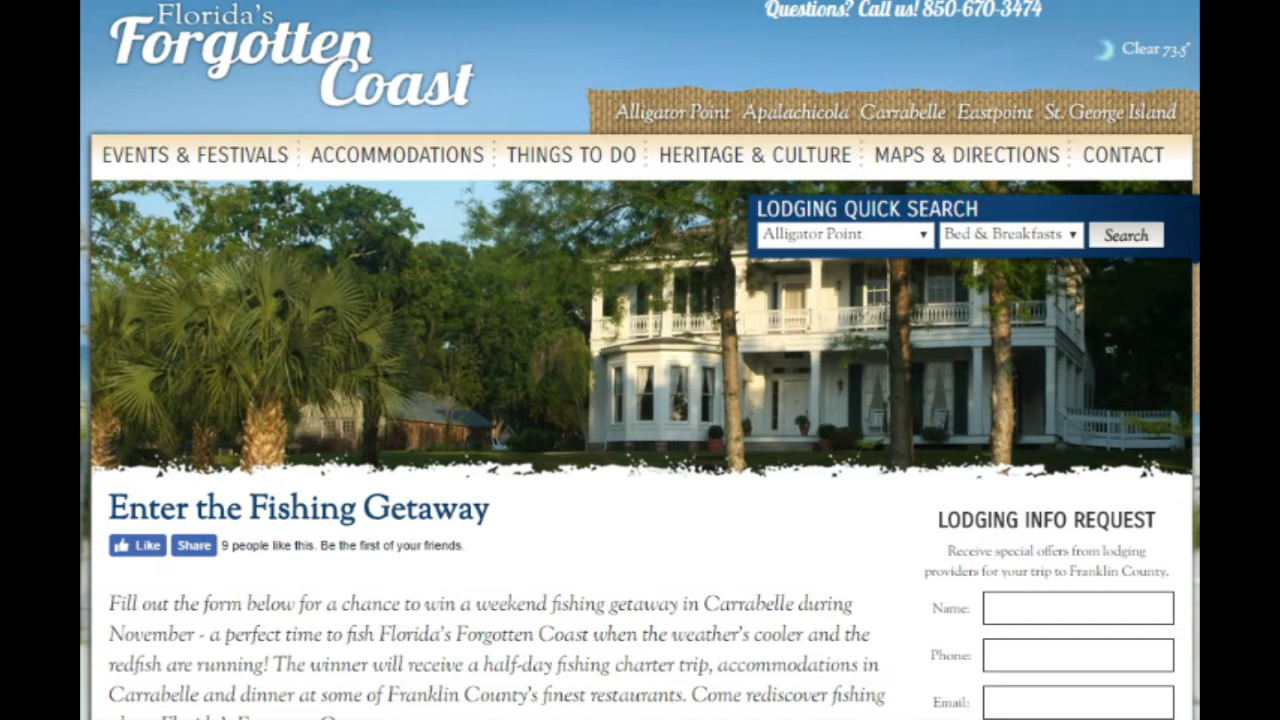 Florida's
Forgotten
Coast
Questions? Call us! 850-670-3474
Clear 73.5°
Alligator Point Apalachicola Carrabelle Eastpoint St. George Island
EVENTS & FESTIVALS ACCOMMODATIONS THINGS TO DO HERITAGE & CULTURE MAPS & DIRECTIONS CONTACT
LODGING QUICK SEARCH
Alligator Point Bed & Breakfasts Search
Enter the Fishing Getaway
Like Share 9 people like this. Be the first of your friends.
Fill out the form below for a chance to win a weekend fishing getaway in Carrabelle during
November - a perfect time to fish Florida's Forgotten Coast when the weather's cooler and the
redfish are running! The winner will receive a half-day fishing charter trip, accommodations in
Carrabelle and dinner at some of Franklin County's finest restaurants. Come rediscover fishing
LODGING INFO REQUEST
Receive special offers from lodging
providers for your trip to Franklin County.
Name:
Phone:
Email: